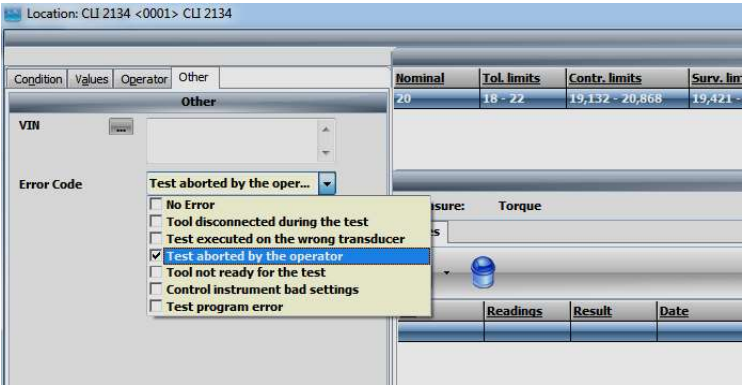 Location: CLI 2134 <0001> CLI 2134
Condition Values Operator Other
Other
VIN
Error Code Test aborted by the oper...
No Error
Tool disconnected during the test
Test executed on the wrong transducer
Test aborted by the operator
Tool not ready for the test
Control instrument bad settings
Test program error
Nominal Tol. limits Contr. limits Surv. lim
20 18 - 22 19,132 - 20,868 19,421 -
sure: Torque
Readings Result Date